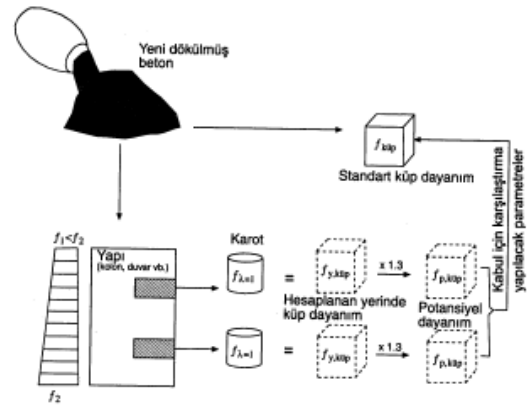 Yeni dökülmüş
beton
f küp
Standart küp dayanım
Kabul için karşılaştırma
yapılacak parametreler
f₁<f₂
Yapı
(kolon, duvar vb.)
Karot
f λ=1
=
f y,küp
x 1.3
f p,küp
Hesaplanan yerinde
küp dayanım
Potansiyel
dayanım
f λ=1
=
f y,küp
x 1.3
f p,küp
f₂